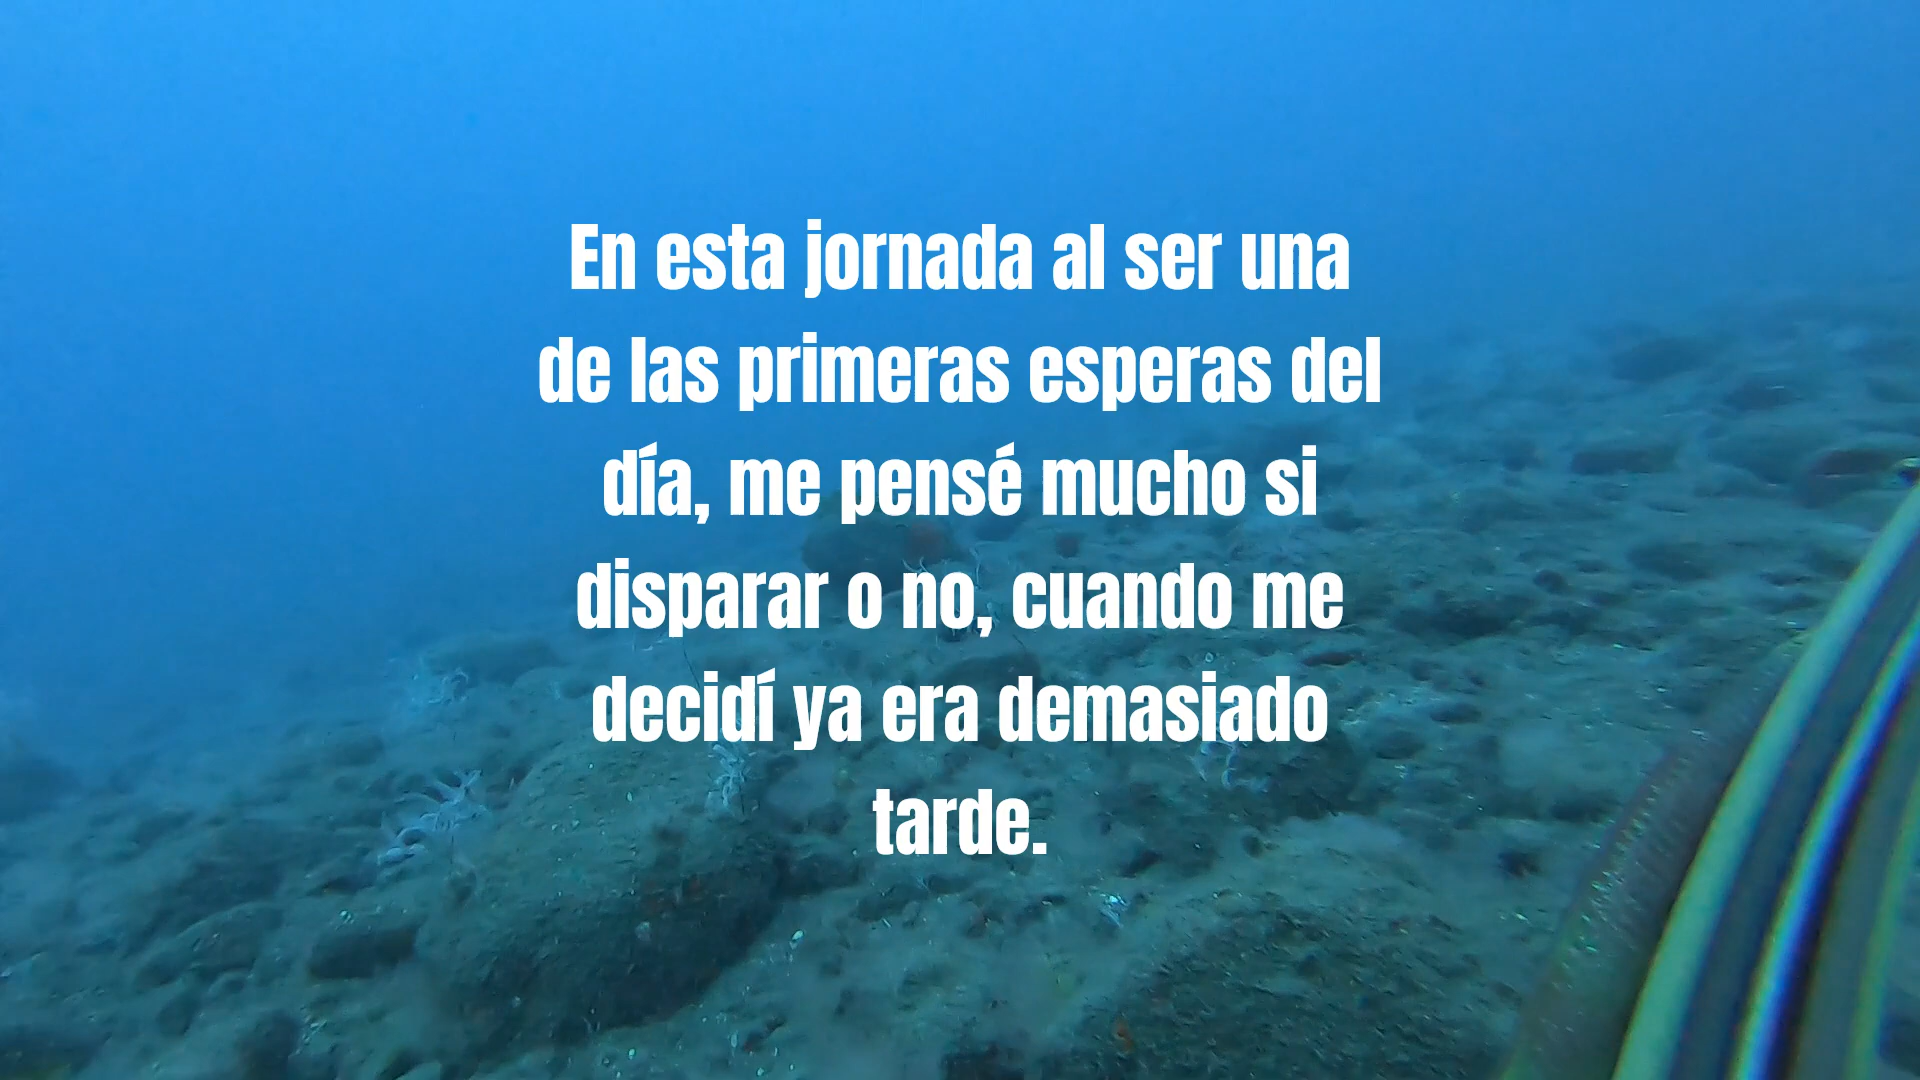 En esta jornada al ser una
de las primeras esperas del
día, me pensé mucho si
disparar o no, cuando me
decidí ya era demasiado
tarde.